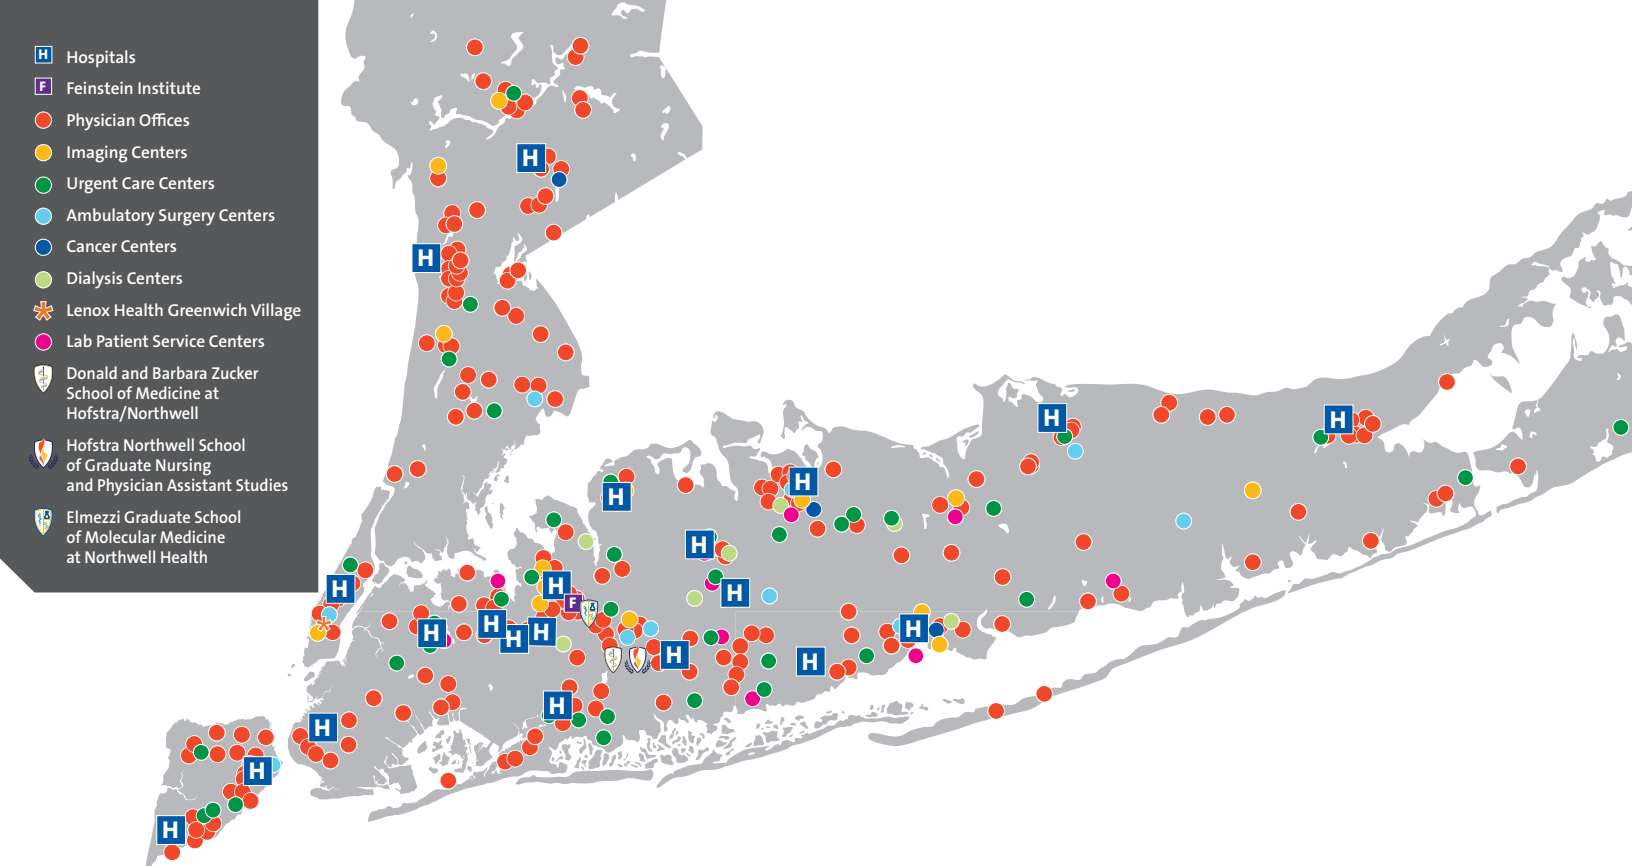 H Hospitals
F Feinstein Institute
Physician Offices
Imaging Centers
Urgent Care Centers
Ambulatory Surgery Centers
Cancer Centers
Dialysis Centers
Lenox Health Greenwich Village
Lab Patient Service Centers
Donald and Barbara Zucker
School of Medicine at
Hofstra/Northwell
Hofstra Northwell School
of Graduate Nursing
and Physician Assistant Studies
Elmezzi Graduate School
of Molecular Medicine
at Northwell Health
H
H
H
H
H
H
H
H
H
H
F
H
H
H
H
H
H
H
H
H
H
H
H